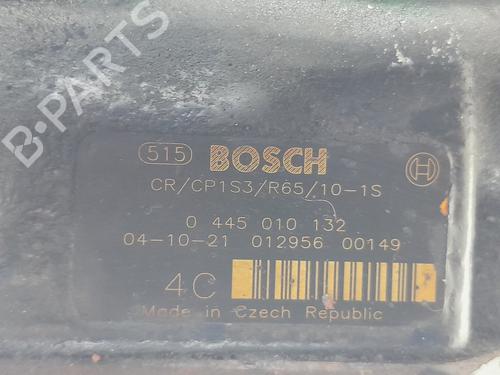 B-PARTS
515 BOSCH
CR/CP1S3/R65/10-1S
0 445 010 132
04-10-21 012956 00149
4C
Made in Czech Republic